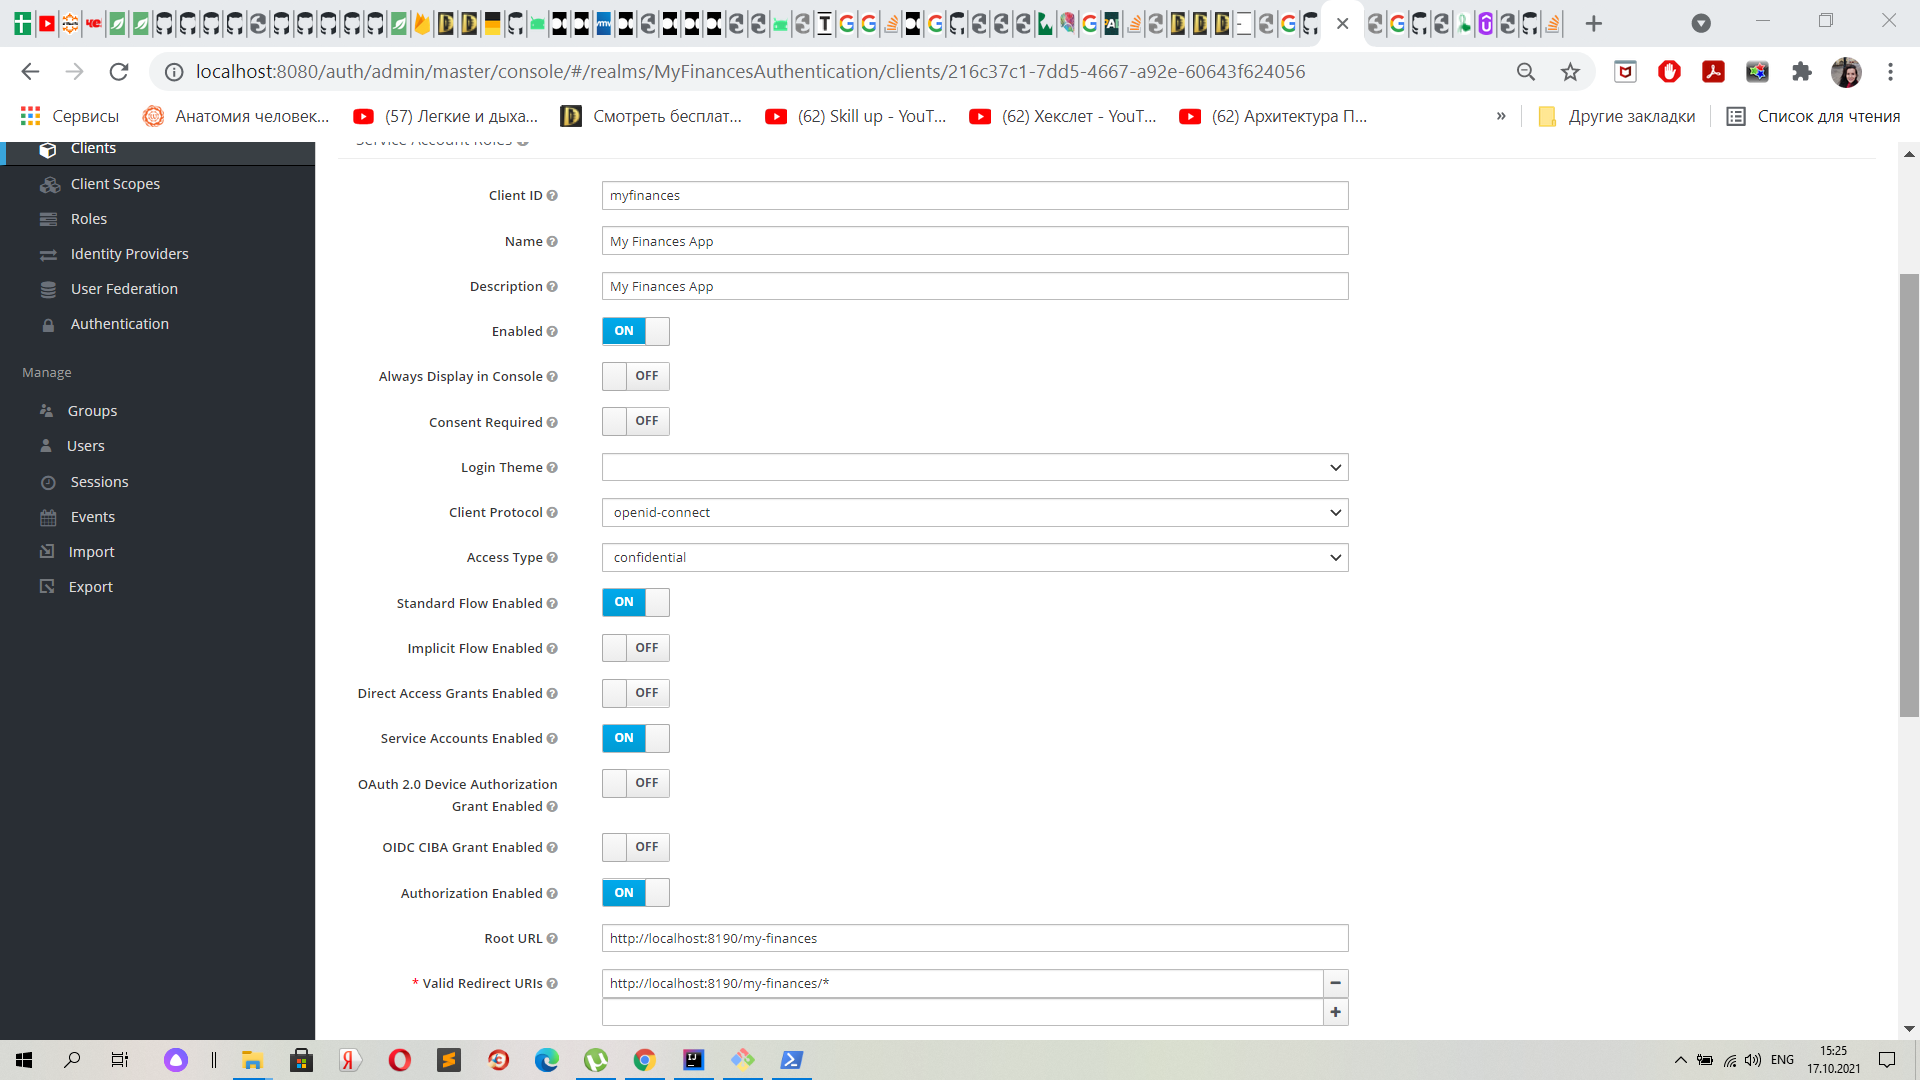 localhost:8080/auth/admin/master/console/#/realms/MyFinancesAuthentication/clients/216c37c1-7dd5-4667-a92e-60643f624056
Сервисы
Анатомия человек...
(57) Легкие и дыха...
Смотреть бесплат...
(62) Skill up - YouT...
(62) Хекслет - YouT...
(62) Архитектура П...
»
Другие закладки
Список для чтения
Clients
Client Scopes
Roles
Identity Providers
User Federation
Authentication
Manage
Groups
Users
Sessions
Events
Import
Export
Service Account Roles
Client ID
myfinances
Name
My Finances App
Description
My Finances App
Enabled
ON
Always Display in Console
OFF
Consent Required
OFF
Login Theme
Client Protocol
openid-connect
Access Type
confidential
Standard Flow Enabled
ON
Implicit Flow Enabled
OFF
Direct Access Grants Enabled
OFF
Service Accounts Enabled
ON
OAuth 2.0 Device Authorization
Grant Enabled
OFF
OIDC CIBA Grant Enabled
OFF
Authorization Enabled
ON
Root URL
http://localhost:8190/my-finances
* Valid Redirect URIs
http://localhost:8190/my-finances/*
ENG
15:25
17.10.2021